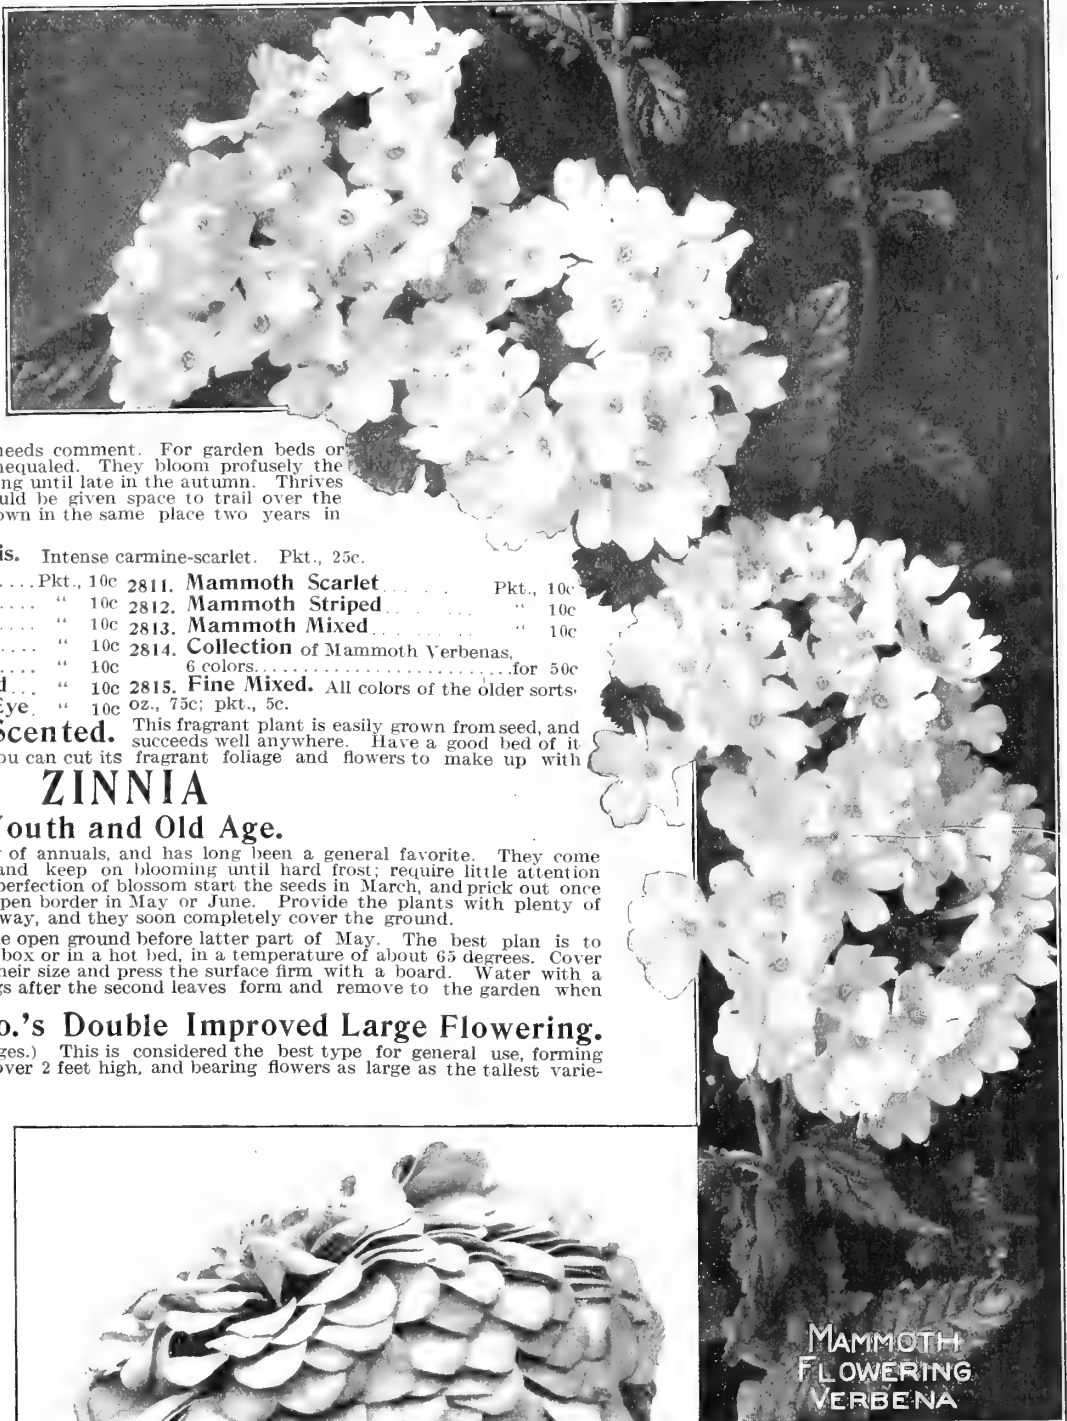 needs comment. For garden beds or
nequaled. They bloom profusely the
ng until late in the autumn. Thrives
uld be given space to trail over the
own in the same place two years in
is. Intense carmine-scarlet. Pkt., 25c.
....Pkt., 10c 2811. Mammoth Scarlet...... Pkt., 10c
.... “ 10c 2812. Mammoth Striped...... “ 10c
.... “ 10c 2813. Mammoth Mixed...... “ 10c
.... “ 10c 2814. Collection of Mammoth Verbenas,
.... “ 10c 6 colors..........................for 50c
d... “ 10c 2815. Fine Mixed. All colors of the older sorts,
Eye. “ 10c oz., 75c; pkt., 5c.
Scented. This fragrant plant is easily grown from seed, and
succeeds well anywhere. Have a good bed of it
ou can cut its fragrant foliage and flowers to make up with
ZINNIA
Youth and Old Age.
of annuals, and has long been a general favorite. They come
and keep on blooming until hard frost; require little attention
perfection of blossom start the seeds in March, and prick out once
pen border in May or June. Provide the plants with plenty of
way, and they soon completely cover the ground.
e open ground before latter part of May. The best plan is to
box or in a hot bed, in a temperature of about 65 degrees. Cover
heir size and press the surface firm with a board. Water with a
gs after the second leaves form and remove to the garden when
o.'s Double Improved Large Flowering.
ges.) This is considered the best type for general use, forming
over 2 feet high, and bearing flowers as large as the tallest varie-
MAMMOTH
FLOWERING
VERBENA